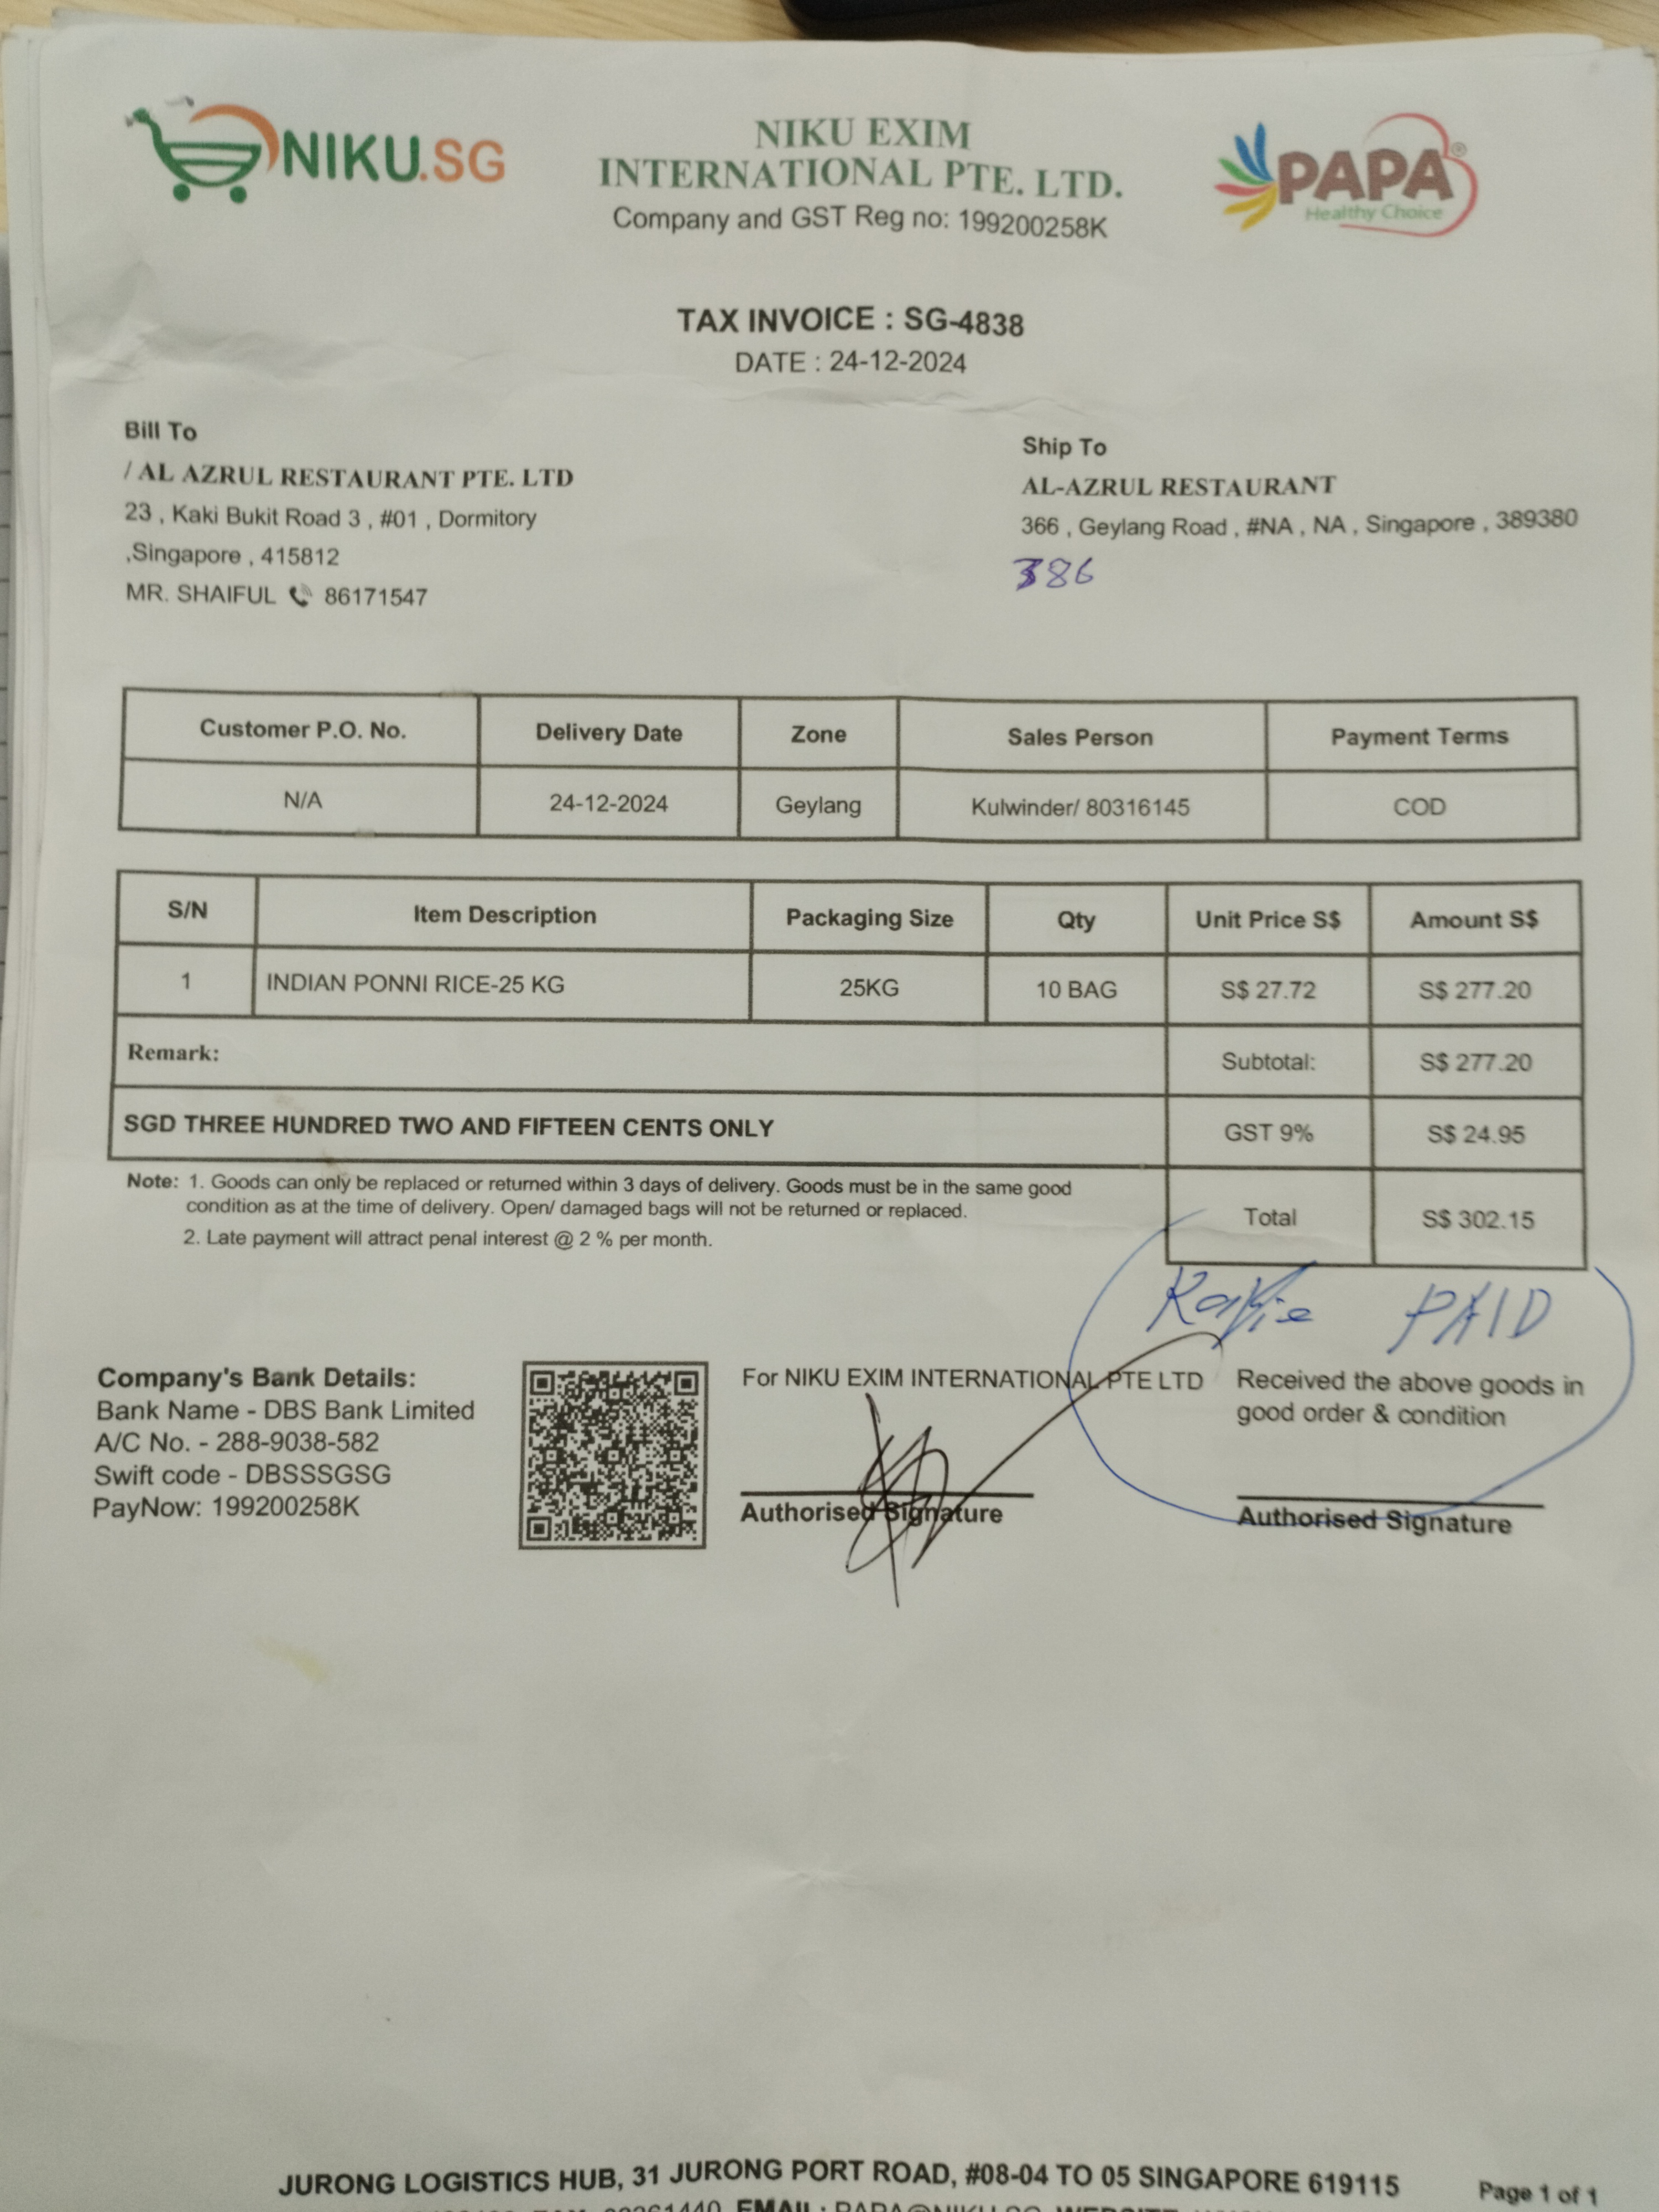 NIKU.SG
NIKU EXIM
INTERNATIONAL PTE. LTD.
Company and GST Reg no: 199200258K
PAPA®
Healthy Choice
TAX INVOICE : SG-4838
DATE : 24-12-2024
Bill To
/ AL AZRUL RESTAURANT PTE. LTD
23 , Kaki Bukit Road 3 , #01 , Dormitory
,Singapore , 415812
MR. SHAIFUL 86171547
Ship To
AL-AZRUL RESTAURANT
366 , Geylang Road , #NA , NA , Singapore , 389380
386
Customer P.O. No. Delivery Date Zone Sales Person Payment Terms
N/A 24-12-2024 Geylang Kulwinder/ 80316145 COD
S/N Item Description Packaging Size Qty Unit Price S$ Amount S$
1 INDIAN PONNI RICE-25 KG 25KG 10 BAG S$ 27.72 S$ 277.20
Remark: Subtotal: S$ 277.20
SGD THREE HUNDRED TWO AND FIFTEEN CENTS ONLY GST 9% S$ 24.95
Total S$ 302.15
Note: 1. Goods can only be replaced or returned within 3 days of delivery. Goods must be in the same good
condition as at the time of delivery. Open/ damaged bags will not be returned or replaced.
2. Late payment will attract penal interest @ 2 % per month.
PAID
Company's Bank Details:
Bank Name - DBS Bank Limited
A/C No. - 288-9038-582
Swift code - DBSSSGSG
PayNow: 199200258K
For NIKU EXIM INTERNATIONAL PTE LTD
Authorised Signature
Received the above goods in
good order & condition
Authorised Signature
JURONG LOGISTICS HUB, 31 JURONG PORT ROAD, #08-04 TO 05 SINGAPORE 619115
Page 1 of 1